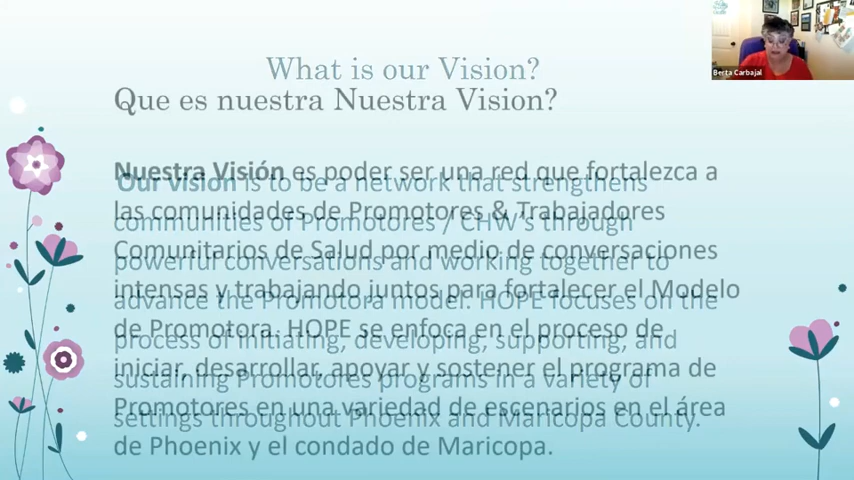 What is our Vision?
Que es nuestra Nuestra Vision?
Nuestra Visión es poder ser una red que fortalezca a
Our vision is to be a network that strengthens
las comunidades de Promotores & Trabajadores
communities of Promotores / CHW's through
Comunitarios de Salud por medio de conversaciones
powerful conversations and working together to
intensas y trabajando juntos para fortalecer el Modelo
advance the Promotora model. HOPE focuses on the
de Promotora. HOPE se enfoca en el proceso de
process of initiating, developing, supporting, and
iniciar, desarrollar, apoyar y sostener el programa de
sustaining Promotores programs in a variety of
Promotores en una variedad de escenarios en el área
settings throughout Phoenix and Maricopa County.
de Phoenix y el condado de Maricopa.
Berta Carbajal